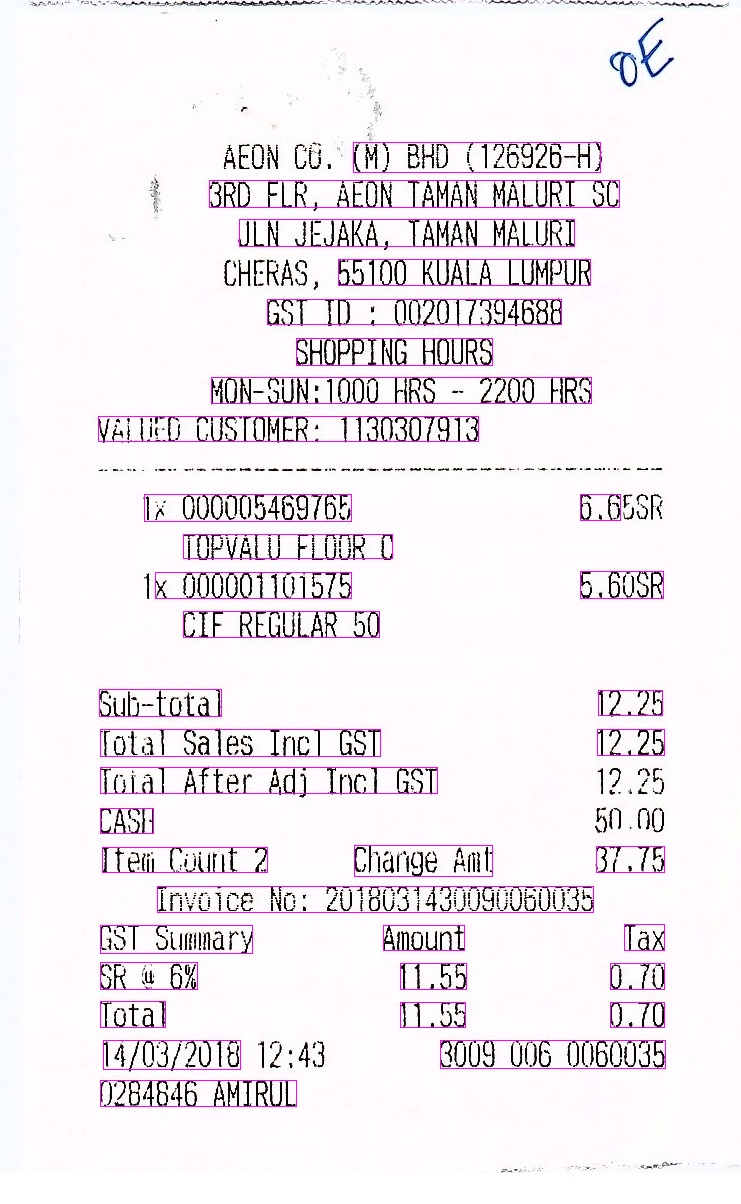 OE
AEON CO. (M) BHD (126926-H)
3RD FLR, AEON TAMAN MALURI SC
JLN JEJAKA, TAMAN MALURI
CHERAS, 55100 KUALA LUMPUR
GST ID : 002017394688
SHOPPING HOURS
MON-SUN:1000 HRS - 2200 HRS
VALUED CUSTOMER: 1130307913
1x 000005469765 6.65SR
TOPVALU FLOOR C
1x 000001101575 5.60SR
CIF REGULAR 50
Sub-total 12.25
Total Sales Incl GST 12.25
Total After Adj Incl GST 12.25
CASH 50.00
Item Count 2 Change Amt 37.75
Invoice No: 2018031430090060035
GST Summary Amount Tax
SR @ 6% 11.55 0.70
Total 11.55 0.70
14/03/2018 12:43 3009 006 0060035
0284846 AMIRUL